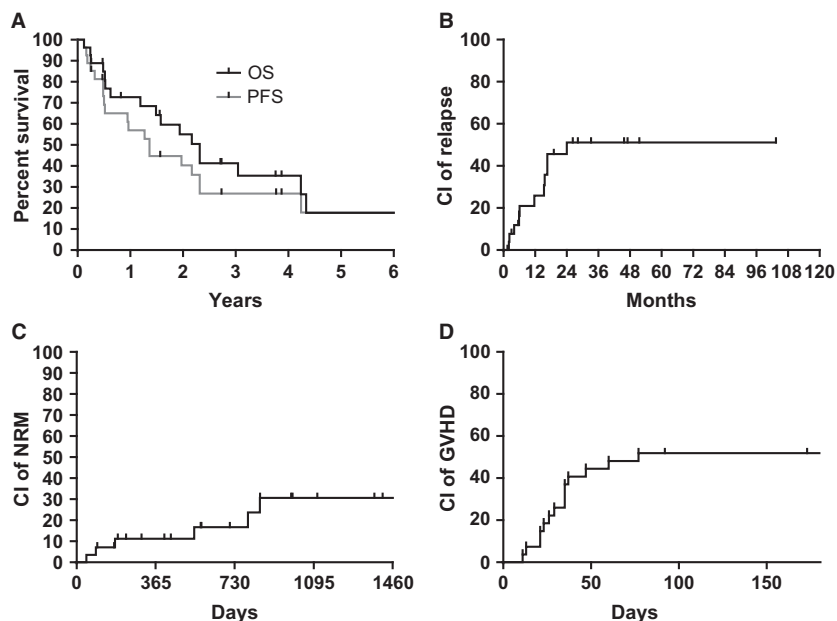 A
Percent survival
100
90
80
70
60
50
40
30
20
10
0
OS
PFS
0 1 2 3 4 5 6
Years
B
CI of relapse
100
80
60
40
20
0
0 12 24 36 48 60 72 84 96 108 120
Months
C
CI of NRM
100
90
80
70
60
50
40
30
20
10
0
0 365 730 1095 1460
Days
D
CI of GVHD
100
80
60
40
20
0
0 50 100 150
Days